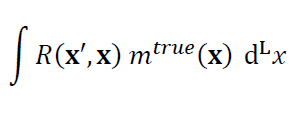 ∫ R(𝐱′, 𝐱) m^{true}(𝐱) d^{L}x